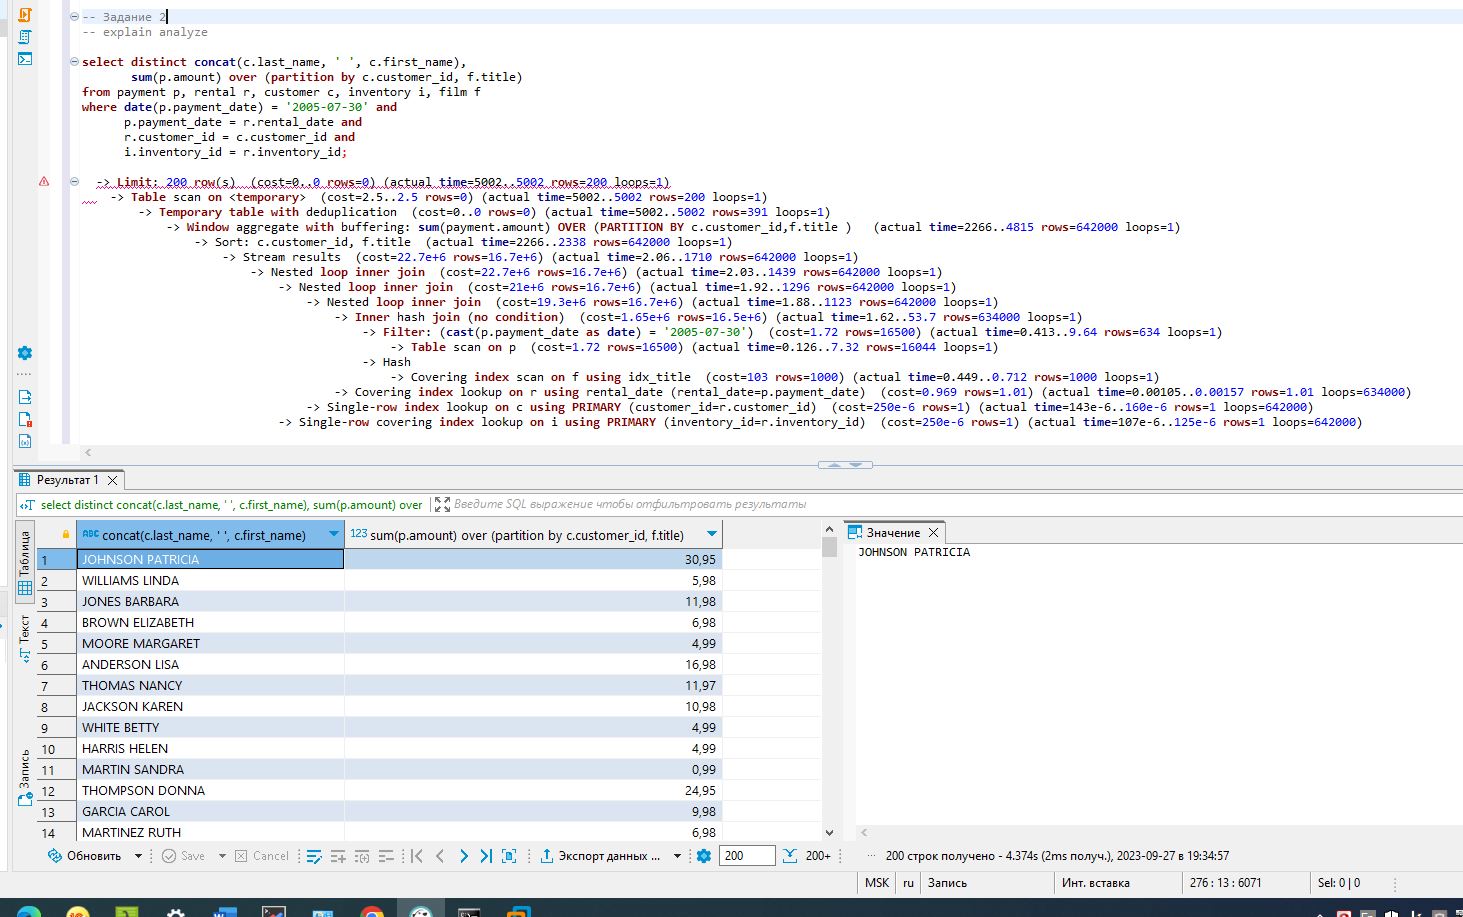 -- Задание 2
-- explain analyze
select distinct concat(c.last_name, ' ', c.first_name),
sum(p.amount) over (partition by c.customer_id, f.title)
from payment p, rental r, customer c, inventory i, film f
where date(p.payment_date) = '2005-07-30' and
p.payment_date = r.rental_date and
r.customer_id = c.customer_id and
i.inventory_id = r.inventory_id;
-> Limit: 200 row(s)  (cost=0..0 rows=0) (actual time=5002..5002 rows=200 loops=1)
-> Table scan on <temporary>  (cost=2.5..2.5 rows=0) (actual time=5002..5002 rows=200 loops=1)
-> Temporary table with deduplication  (cost=0..0 rows=0) (actual time=5002..5002 rows=391 loops=1)
-> Window aggregate with buffering: sum(payment.amount) OVER (PARTITION BY c.customer_id,f.title )   (actual time=2266..4815 rows=642000 loops=1)
-> Sort: c.customer_id, f.title  (actual time=2266..2338 rows=642000 loops=1)
-> Stream results  (cost=22.7e+6 rows=16.7e+6) (actual time=2.06..1710 rows=642000 loops=1)
-> Nested loop inner join  (cost=22.7e+6 rows=16.7e+6) (actual time=2.03..1439 rows=642000 loops=1)
-> Nested loop inner join  (cost=21e+6 rows=16.7e+6) (actual time=1.92..1296 rows=642000 loops=1)
-> Nested loop inner join  (cost=19.3e+6 rows=16.7e+6) (actual time=1.88..1123 rows=642000 loops=1)
-> Inner hash join (no condition)  (cost=1.65e+6 rows=16.5e+6) (actual time=1.62..53.7 rows=634000 loops=1)
-> Filter: (cast(p.payment_date as date) = '2005-07-30')  (cost=1.72 rows=16500) (actual time=0.413..9.64 rows=634 loops=1)
-> Table scan on p  (cost=1.72 rows=16500) (actual time=0.126..7.32 rows=16044 loops=1)
-> Hash
-> Covering index scan on f using idx_title  (cost=103 rows=1000) (actual time=0.449..0.712 rows=1000 loops=1)
-> Covering index lookup on r using rental_date (rental_date=p.payment_date)  (cost=0.969 rows=1.01) (actual time=0.00105..0.00157 rows=1.01 loops=634000)
-> Single-row index lookup on c using PRIMARY (customer_id=r.customer_id)  (cost=250e-6 rows=1) (actual time=143e-6..160e-6 rows=1 loops=642000)
-> Single-row covering index lookup on i using PRIMARY (inventory_id=r.inventory_id)  (cost=250e-6 rows=1) (actual time=107e-6..125e-6 rows=1 loops=642000)
Результат 1
select distinct concat(c.last_name, ' ', c.first_name), sum(p.amount) over Введите SQL выражение чтобы отфильтровать результаты
Таблица
Текст
Запись
ABC concat(c.last_name, ' ', c.first_name) 123 sum(p.amount) over (partition by c.customer_id, f.title)
1 JOHNSON PATRICIA 30,95
2 WILLIAMS LINDA 5,98
3 JONES BARBARA 11,98
4 BROWN ELIZABETH 6,98
5 MOORE MARGARET 4,99
6 ANDERSON LISA 16,98
7 THOMAS NANCY 11,97
8 JACKSON KAREN 10,98
9 WHITE BETTY 4,99
10 HARRIS HELEN 4,99
11 MARTIN SANDRA 0,99
12 THOMPSON DONNA 24,95
13 GARCIA CAROL 9,98
14 MARTINEZ RUTH 6,98
Значение
JOHNSON PATRICIA
Обновить Save Cancel Экспорт данных ... 200 200+ ... 200 строк получено - 4.374s (2ms получ.), 2023-09-27 в 19:34:57
MSK ru Запись Инт. вставка 276 : 13 : 6071 Sel: 0 | 0